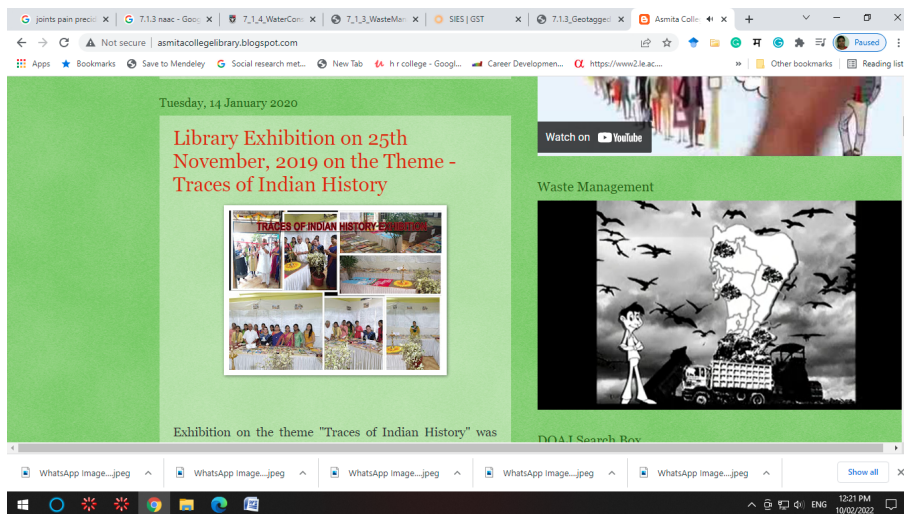 joints pain precid
7.1.3 naac - Goog
7_1_4_WaterCons
7_1_3_WasteMan
SIES | GST
7.1.3_Geotagged
Asmita Colle
Not secure | asmitacollegelibrary.blogspot.com
Paused
Apps
Bookmarks
Save to Mendeley
Social research met...
New Tab
h r college - Googl...
Career Developmen...
https://www2.le.ac....
»
Other bookmarks
Reading list
Tuesday, 14 January 2020
Library Exhibition on 25th
November, 2019 on the Theme -
Traces of Indian History
TRACES OF INDIAN HISTORY EXHIBITION
Exhibition on the theme "Traces of Indian History" was
Watch on YouTube
Waste Management
DOAJ Search Box
WhatsApp Image....jpeg
WhatsApp Image....jpeg
WhatsApp Image....jpeg
WhatsApp Image....jpeg
WhatsApp Image....jpeg
Show all
ENG
12:21 PM
10/02/2022